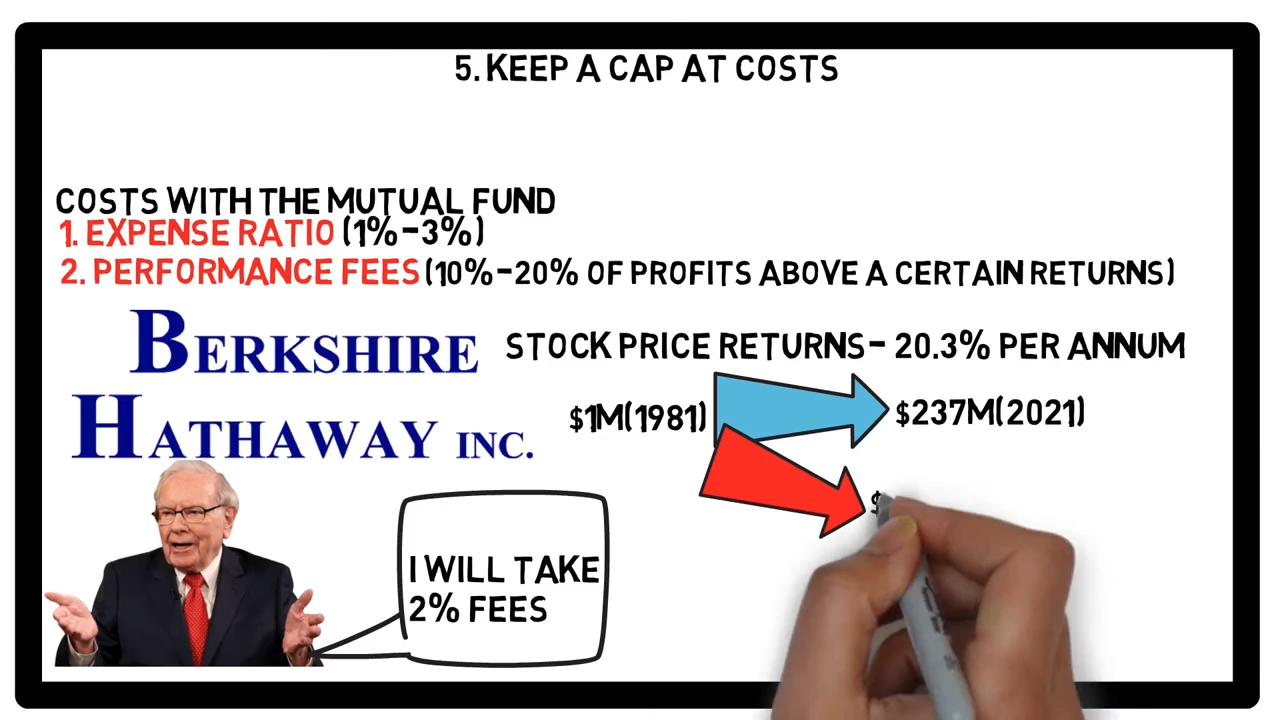 5. KEEP A CAP AT COSTS
COSTS WITH THE MUTUAL FUND
1. EXPENSE RATIO (1%-3%)
2. PERFORMANCE FEES (10%-20% OF PROFITS ABOVE A CERTAIN RETURNS)
BERKSHIRE
HATHAWAY INC.
STOCK PRICE RETURNS- 20.3% PER ANNUM
$1M(1981)
$237M(2021)
$
I WILL TAKE
2% FEES